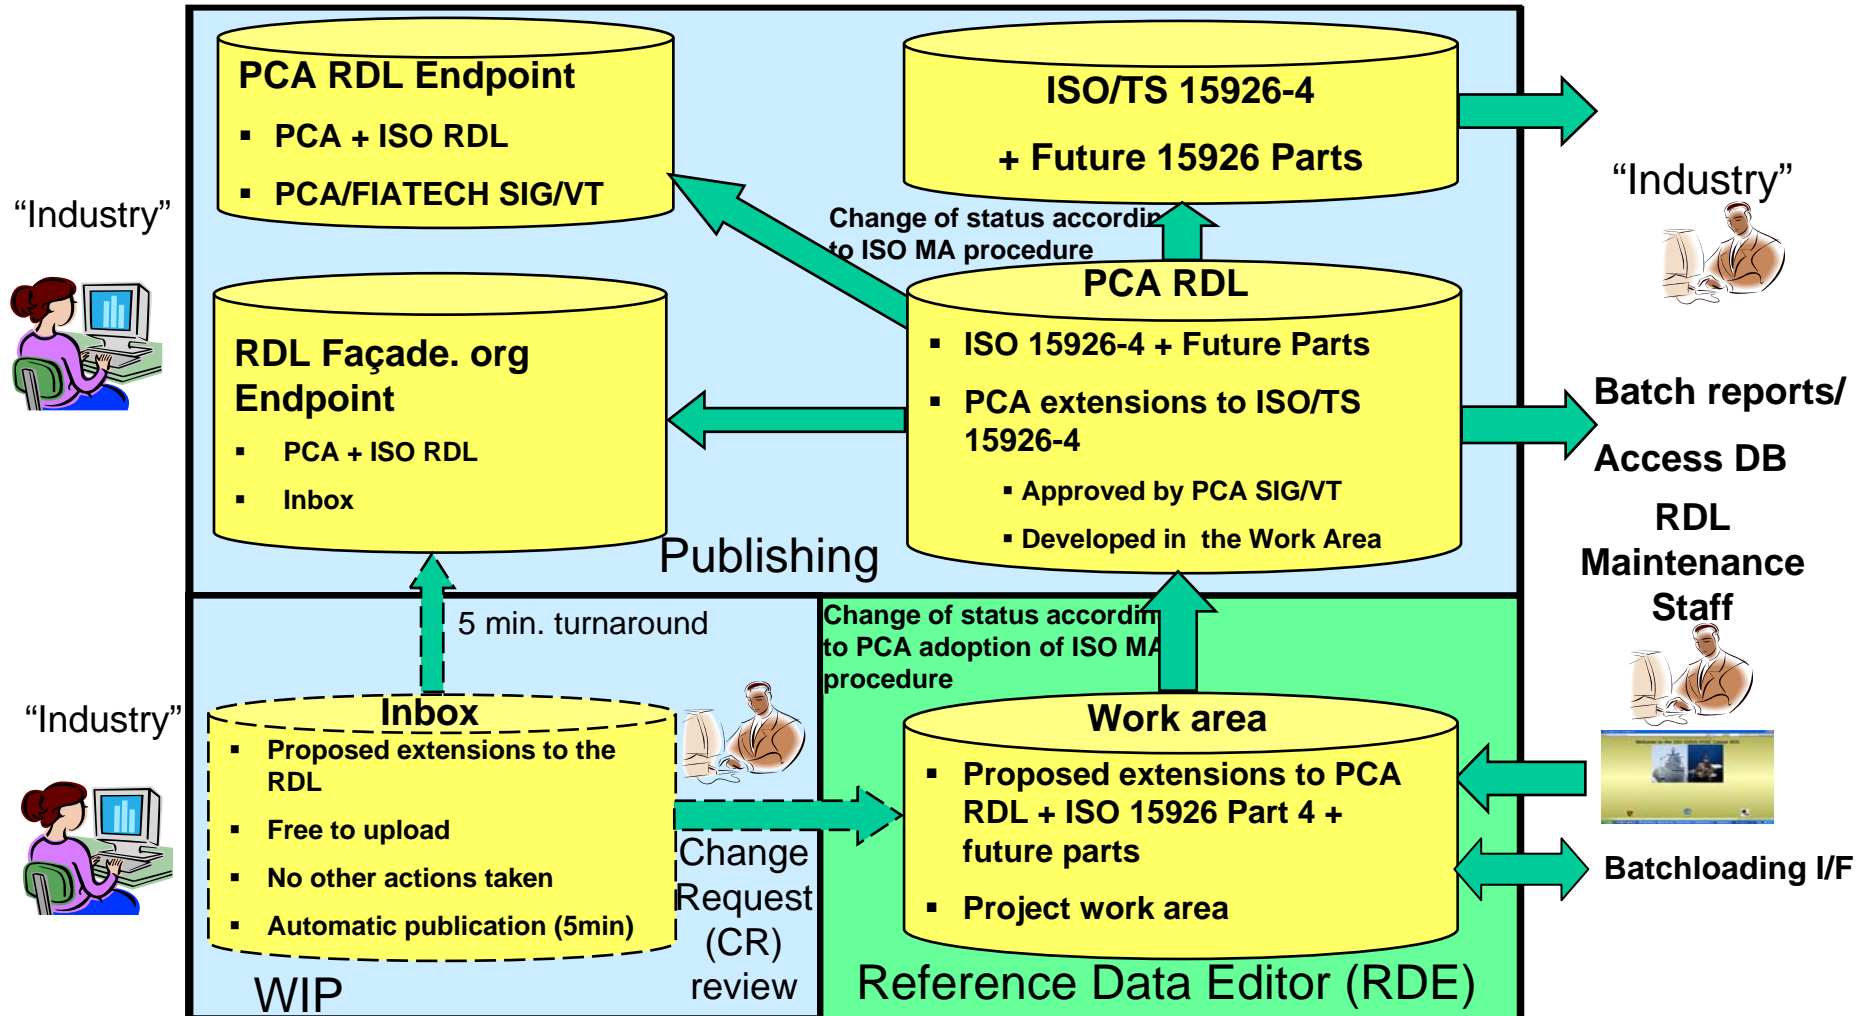 PCA RDL Endpoint
▪ PCA + ISO RDL
▪ PCA/FIATECH SIG/VT
ISO/TS 15926-4
+ Future 15926 Parts
“Industry”
“Industry”
Change of status accordin
to ISO MA procedure
PCA RDL
▪ ISO 15926-4 + Future Parts
▪ PCA extensions to ISO/TS
15926-4
▪ Approved by PCA SIG/VT
▪ Developed in the Work Area
RDL Façade. org
Endpoint
▪ PCA + ISO RDL
▪ Inbox
Publishing
Batch reports/
Access DB
RDL
Maintenance
Staff
5 min. turnaround
Change of status accordin
to PCA adoption of ISO MA
procedure
“Industry”
Inbox
▪ Proposed extensions to the
RDL
▪ Free to upload
▪ No other actions taken
▪ Automatic publication (5min)
WIP
Change
Request
(CR)
review
Work area
▪ Proposed extensions to PCA
RDL + ISO 15926 Part 4 +
future parts
▪ Project work area
Reference Data Editor (RDE)
Batchloading I/F